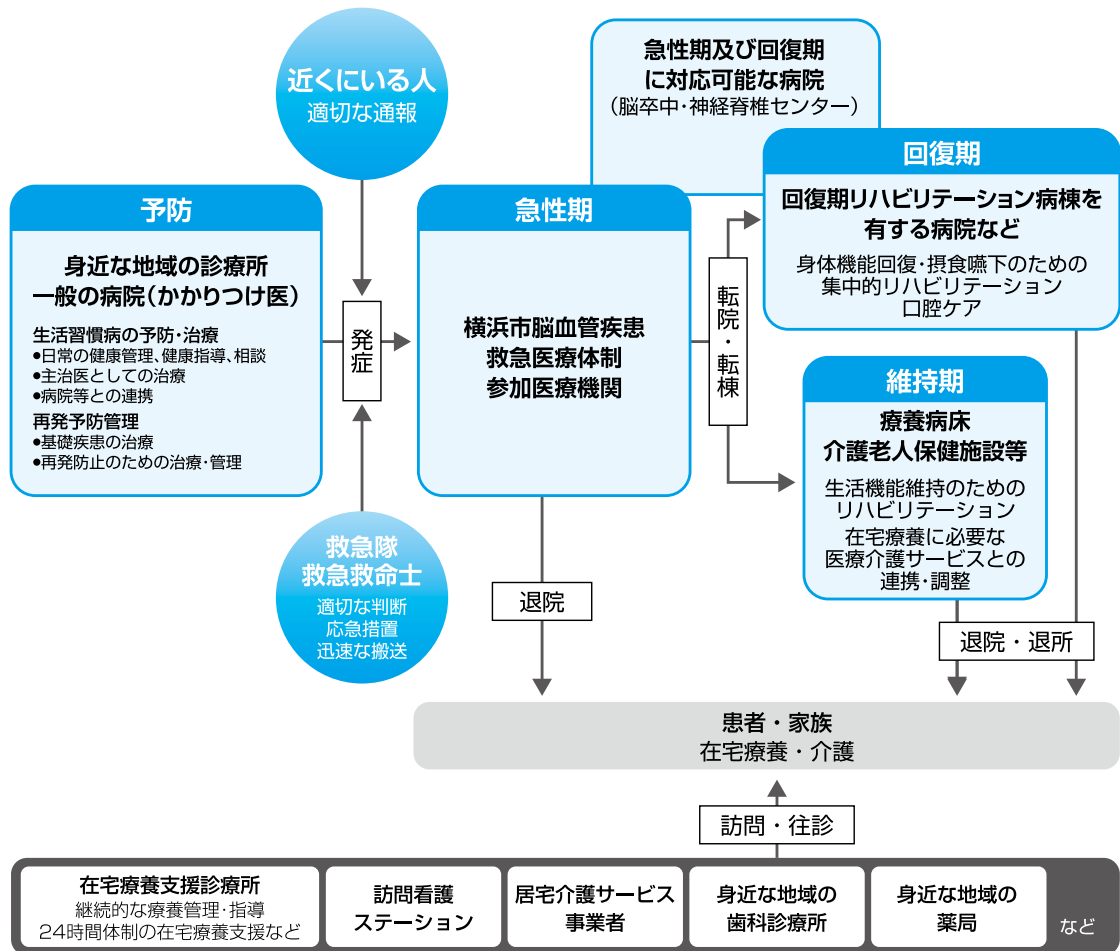 近くにいる人
適切な通報
急性期及び回復期
に対応可能な病院
（脳卒中・神経脊椎センター）
予防
身近な地域の診療所
一般の病院（かかりつけ医）
生活習慣病の予防・治療
●日常の健康管理、健康指導、相談
●主治医としての治療
●病院等との連携
再発予防管理
●基礎疾患の治療
●再発防止のための治療・管理
発症
救急隊
救急救命士
適切な判断
応急措置
迅速な搬送
急性期
横浜市脳血管疾患
救急医療体制
参加医療機関
転院・転棟
回復期
回復期リハビリテーション病棟を
有する病院など
身体機能回復・摂食嚥下のための
集中的リハビリテーション
口腔ケア
維持期
療養病床
介護老人保健施設等
生活機能維持のための
リハビリテーション
在宅療養に必要な
医療介護サービスとの
連携・調整
退院
退院・退所
患者・家族
在宅療養・介護
訪問・往診
在宅療養支援診療所
継続的な療養管理・指導
24時間体制の在宅療養支援など
訪問看護
ステーション
居宅介護サービス
事業者
身近な地域の
歯科診療所
身近な地域の
薬局
など